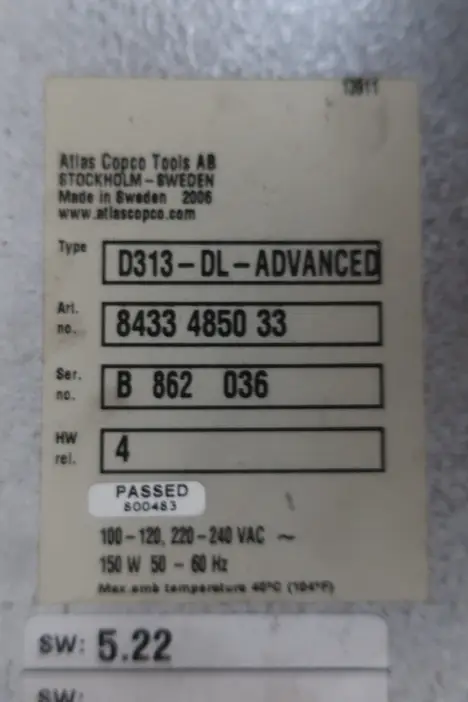 13911
Atlas Copco Tools AB
STOCKHOLM – SWEDEN
Made in Sweden 2006
www.atlascopco.com
Type D313 – DL – ADVANCED
Art. no. 8433 4850 33
Ser. no. B 862 036
HW rel. 4
PASSED
800483
100 – 120, 220 – 240 VAC ~
150 W 50 – 60 Hz
Max amb temperature 40°C (104°F)
SW: 5.22
SW: